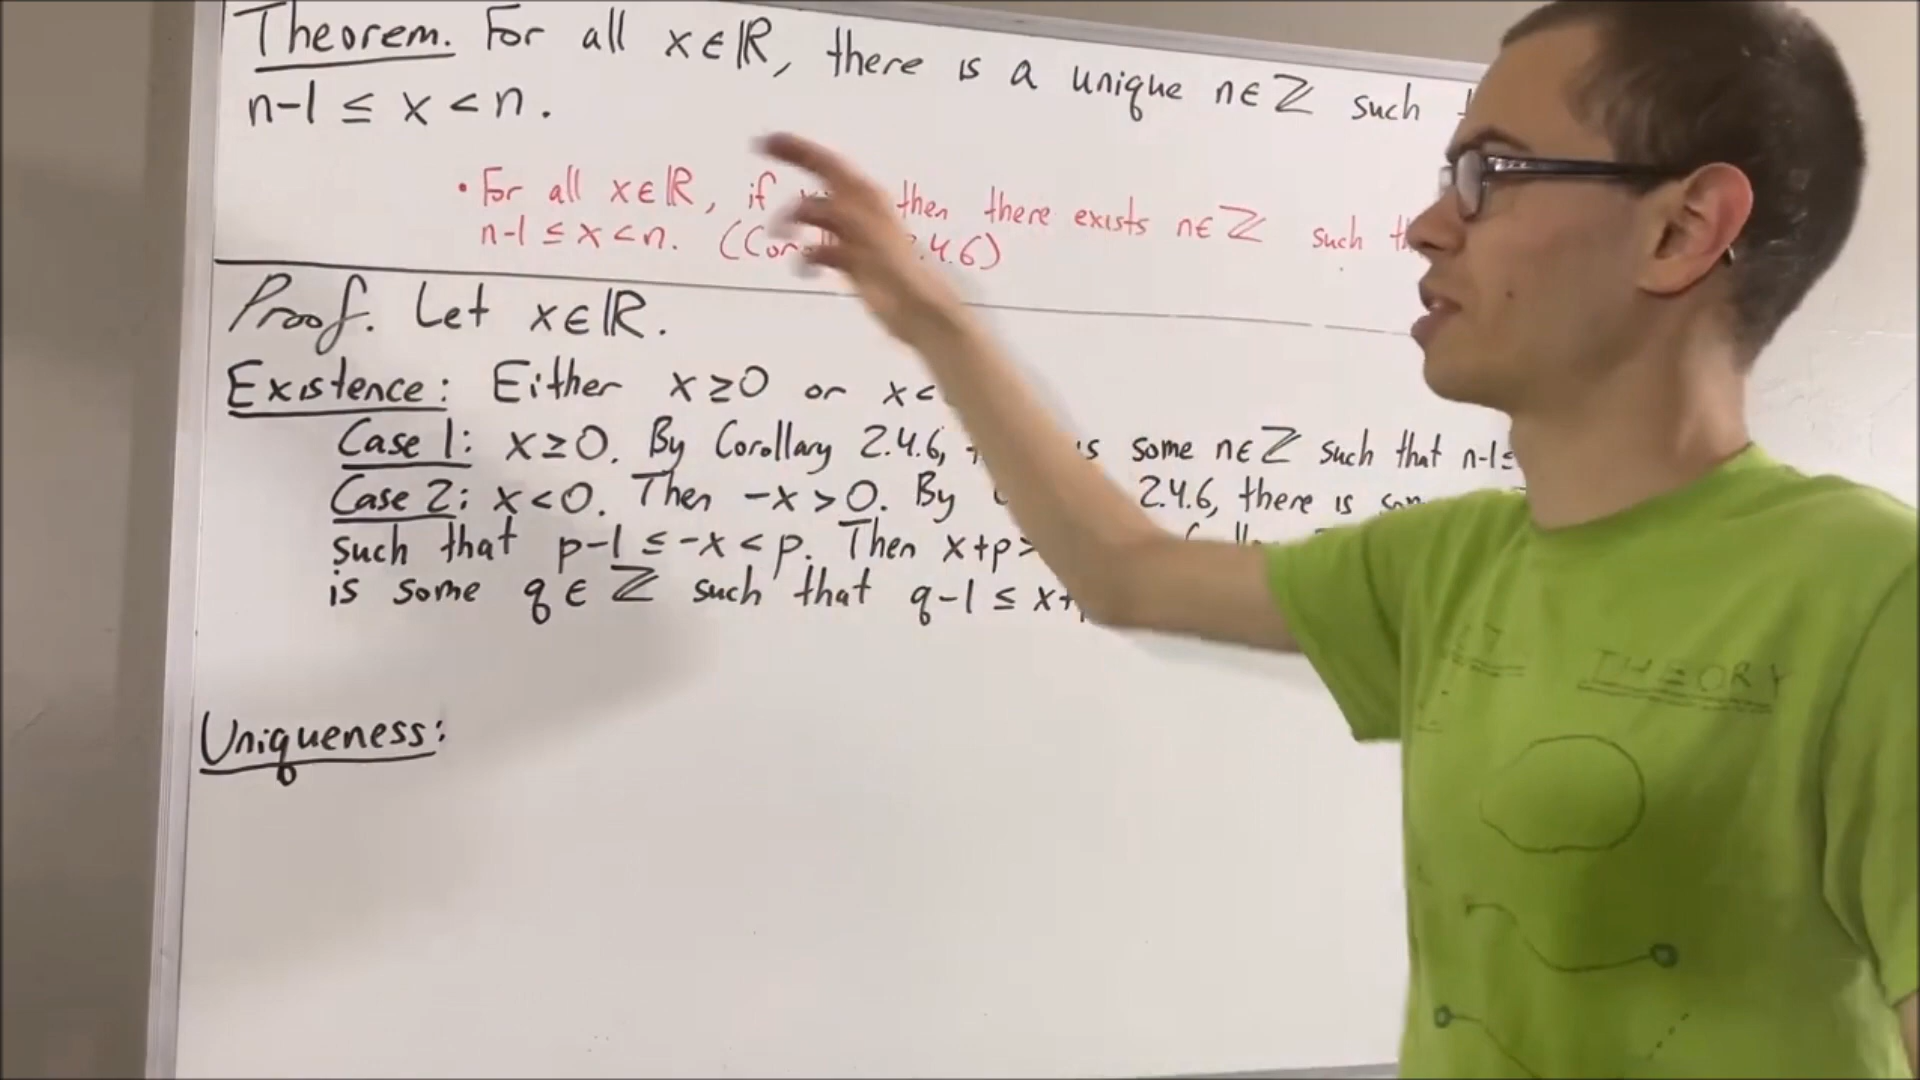 Theorem. For all x∈ℝ, there is a unique n∈ℤ such
n-1 ≤ x < n.
• For all x∈ℝ, if then there exists n∈ℤ such
n-1 ≤ x < n. (Cor 2.4.6)
Proof. Let x∈ℝ.
Existence: Either x≥0 or x<
Case 1: x≥0. By Corollary 2.4.6, is some n∈ℤ such that n-1≤
Case 2: x<0. Then -x>0. By 2.4.6, there is
such that p-1 ≤ -x < p. Then x+p>
is some q∈ℤ such that q-1 ≤ x+
Uniqueness:
THEORY